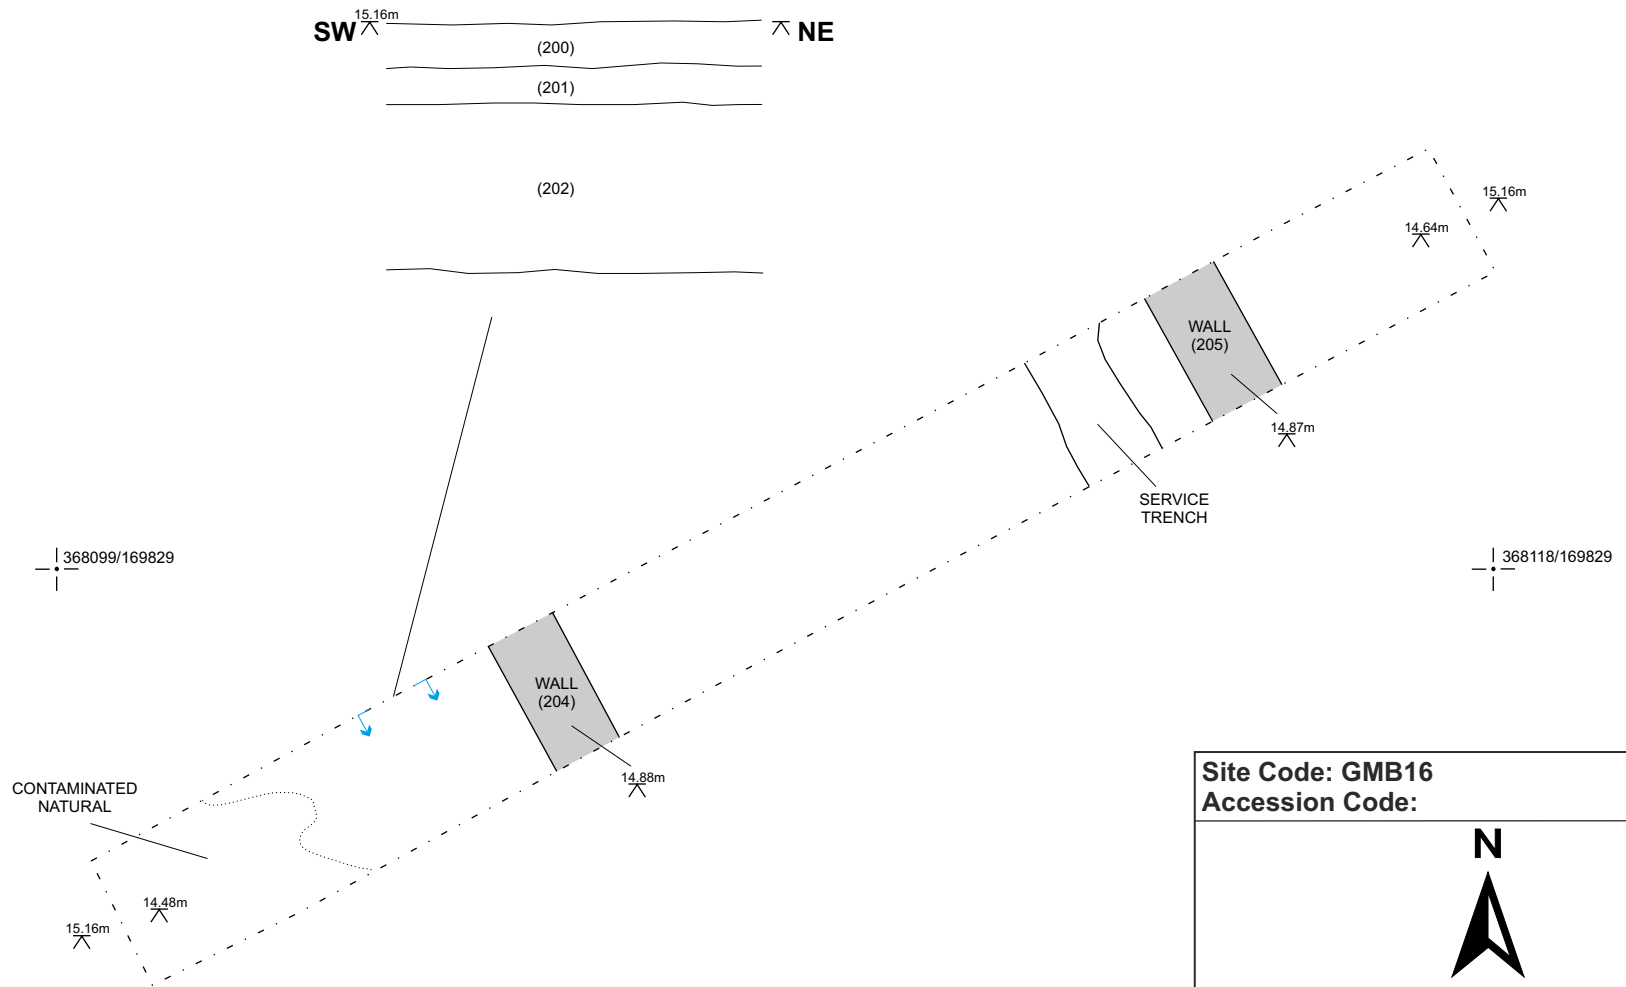 15.16m
SW
NE
(200)
(201)
(202)
15.16m
14.64m
WALL
(205)
14.87m
SERVICE
TRENCH
368099/169829
368118/169829
WALL
(204)
14.88m
CONTAMINATED
NATURAL
14.48m
15.16m
Site Code: GMB16
Accession Code:
N